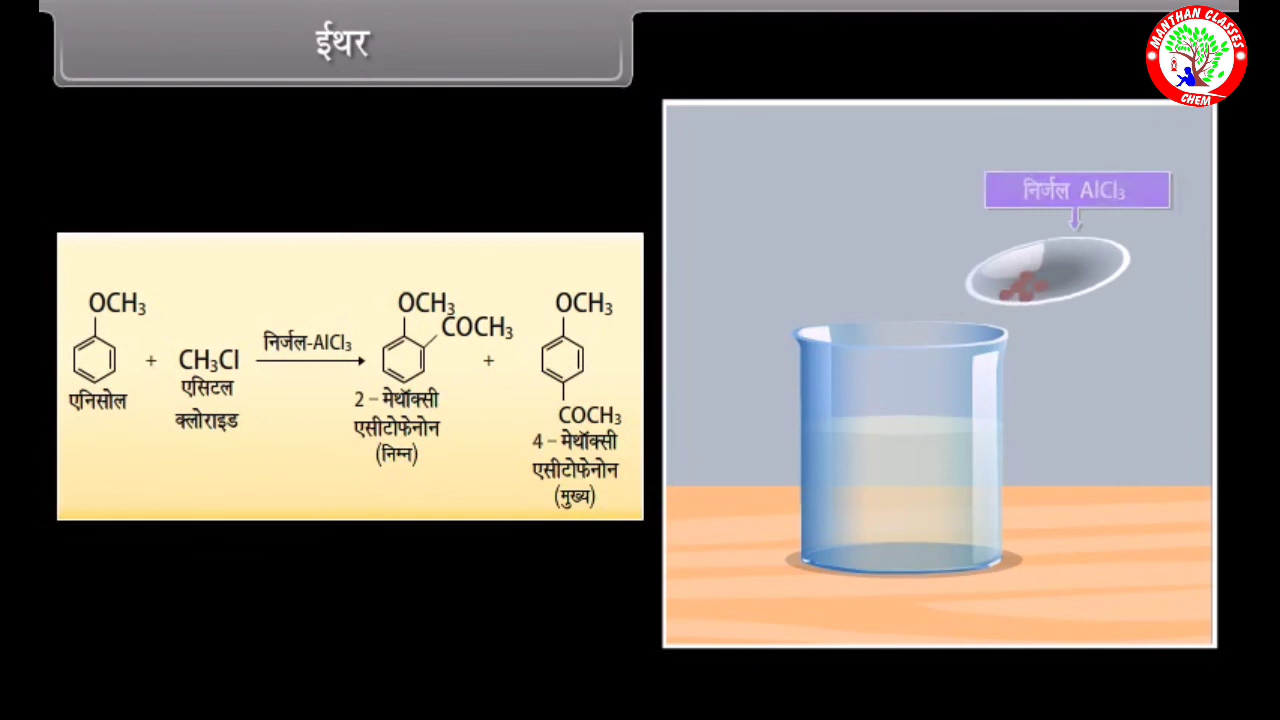 ईथर
MANTHAN CLASSES
CHEM
निर्जल AlCl₃
OCH₃
निर्जल-AlCl₃
+ CH₃Cl
एनिसोल
एसिटल
क्लोराइड
OCH₃
COCH₃
2 – मेथॉक्सी
एसीटोफेनोन
(निम्न)
+
OCH₃
COCH₃
4 – मेथॉक्सी
एसीटोफेनोन
(मुख्य)